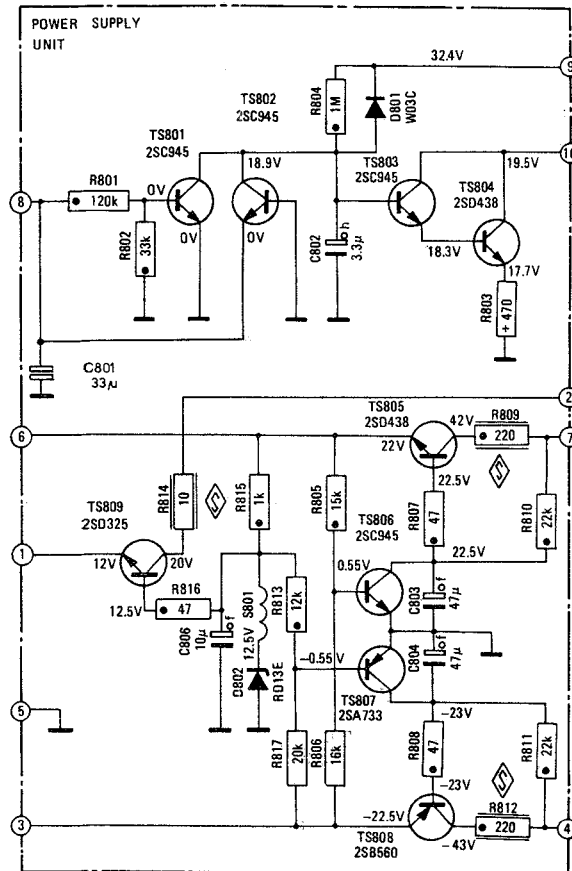 POWER SUPPLY
UNIT
32.4V
9
R804
1M
D801
W03C
TS802
2SC945
TS801
2SC945
18.9V
TS803
2SC945
10
19.5V
TS804
2SD438
8
R801
120k
0V
R802
33k
0V
0V
C802
3.3µ
h
18.3V
17.7V
R803
+ 470
C801
33µ
2
TS805
2SD438
42V
R809
220
6
22V
7
R814
10
S
R815
1k
R805
15k
22.5V
S
TS809
2SD325
TS806
2SC945
R807
47
R810
22k
1
12V
20V
0.55V
22.5V
R816
47
12.5V
S801
R813
12k
C803
47µ
f
C806
10µ
f
12.5V
-0.55V
C804
47µ
f
D802
RD13E
5
TS807
2SA733
-23V
R817
20k
R806
16k
R808
47
R811
22k
-23V
S
3
-22.5V
R812
220
4
TS808
2SB560
-43V